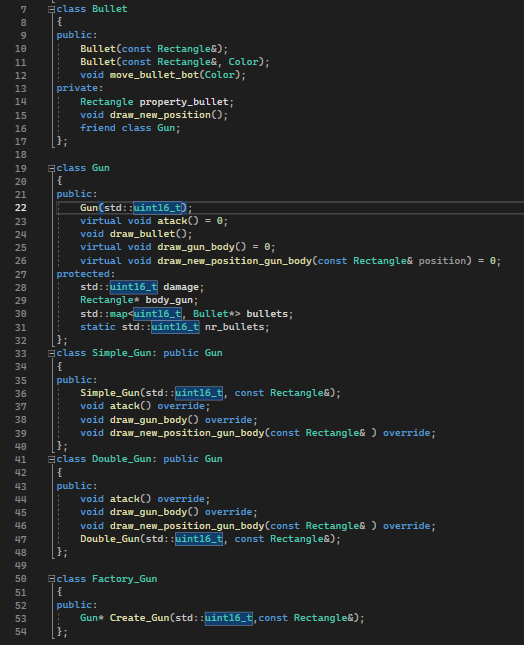 7 class Bullet
8 {
9 public:
10 Bullet(const Rectangle&);
11 Bullet(const Rectangle&, Color);
12 void move_bullet_bot(Color);
13 private:
14 Rectangle property_bullet;
15 void draw_new_position();
16 friend class Gun;
17 };
18
19 class Gun
20 {
21 public:
22 Gun(std::uint16_t);
23 virtual void atack() = 0;
24 void draw_bullet();
25 virtual void draw_gun_body() = 0;
26 virtual void draw_new_position_gun_body(const Rectangle& position) = 0;
27 protected:
28 std::uint16_t damage;
29 Rectangle* body_gun;
30 std::map<uint16_t, Bullet*> bullets;
31 static std::uint16_t nr_bullets;
32 };
33 class Simple_Gun: public Gun
34 {
35 public:
36 Simple_Gun(std::uint16_t, const Rectangle&);
37 void atack() override;
38 void draw_gun_body() override;
39 void draw_new_position_gun_body(const Rectangle& ) override;
40 };
41 class Double_Gun: public Gun
42 {
43 public:
44 void atack() override;
45 void draw_gun_body() override;
46 void draw_new_position_gun_body(const Rectangle& ) override;
47 Double_Gun(std::uint16_t, const Rectangle&);
48 };
49
50 class Factory_Gun
51 {
52 public:
53 Gun* Create_Gun(std::uint16_t,const Rectangle&);
54 };